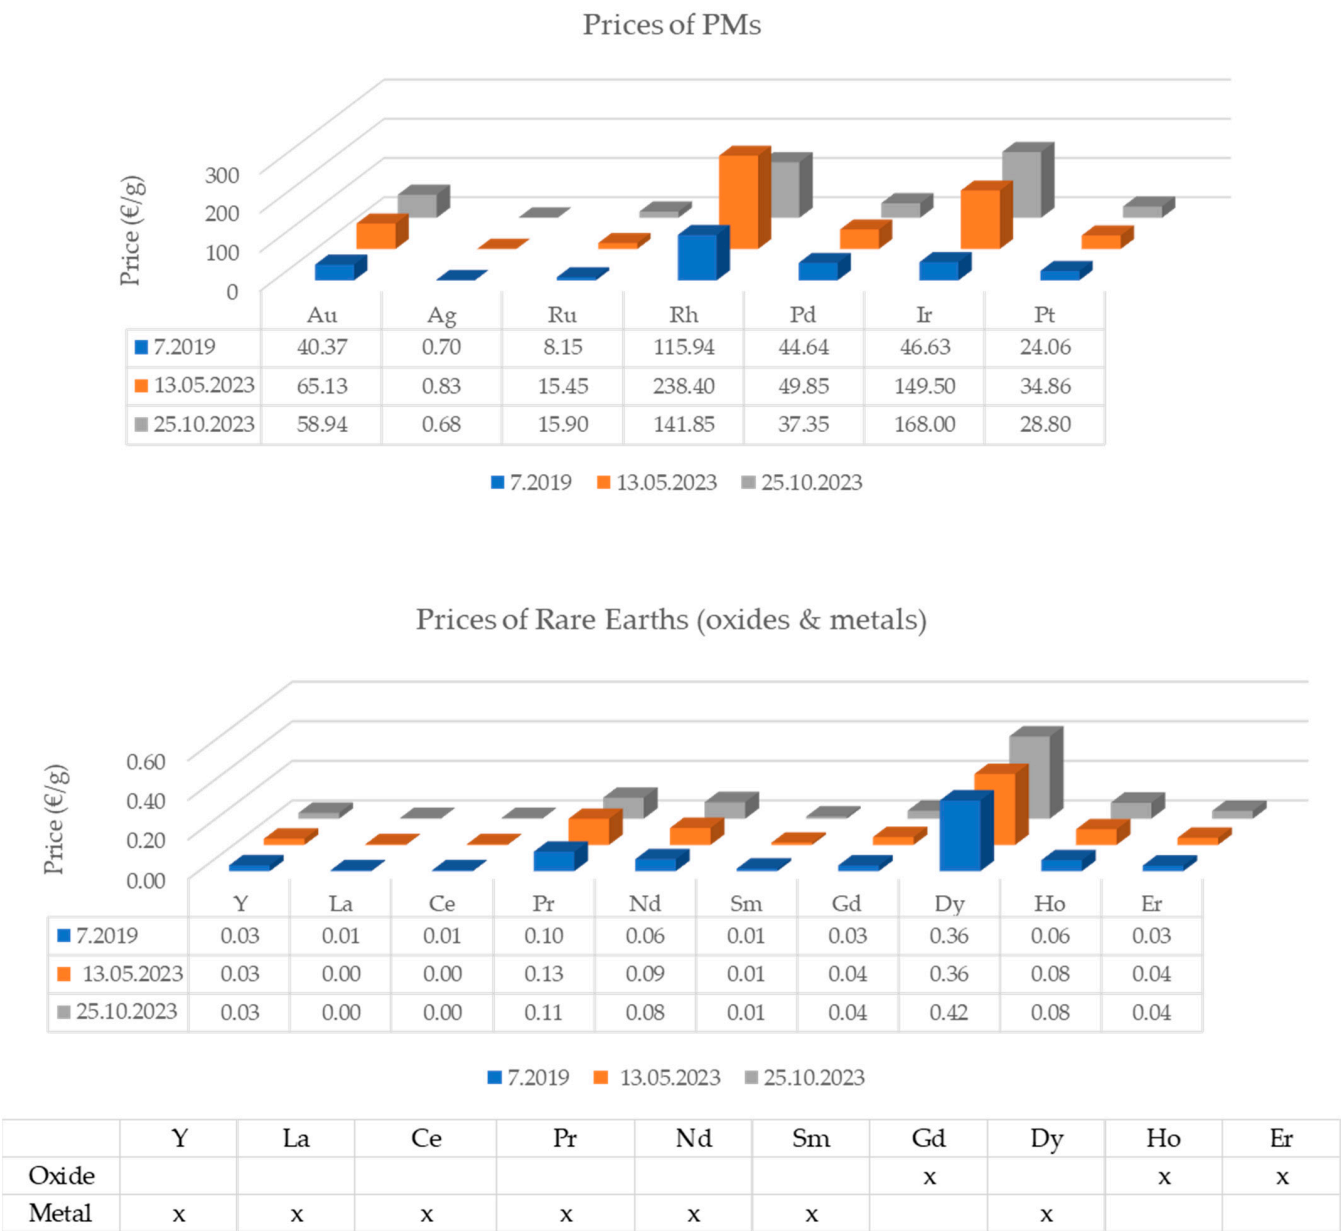 Prices of PMs
Price (€/g)
300
200
100
0
Au Ag Ru Rh Pd Ir Pt
7.2019 40.37 0.70 8.15 115.94 44.64 46.63 24.06
13.05.2023 65.13 0.83 15.45 238.40 49.85 149.50 34.86
25.10.2023 58.94 0.68 15.90 141.85 37.35 168.00 28.80
7.2019 13.05.2023 25.10.2023
Prices of Rare Earths (oxides & metals)
Price (€/g)
0.60
0.40
0.20
0.00
Y La Ce Pr Nd Sm Gd Dy Ho Er
7.2019 0.03 0.01 0.01 0.10 0.06 0.01 0.03 0.36 0.06 0.03
13.05.2023 0.03 0.00 0.00 0.13 0.09 0.01 0.04 0.36 0.08 0.04
25.10.2023 0.03 0.00 0.00 0.11 0.08 0.01 0.04 0.42 0.08 0.04
7.2019 13.05.2023 25.10.2023
Y La Ce Pr Nd Sm Gd Dy Ho Er
Oxide x x x
Metal x x x x x x x